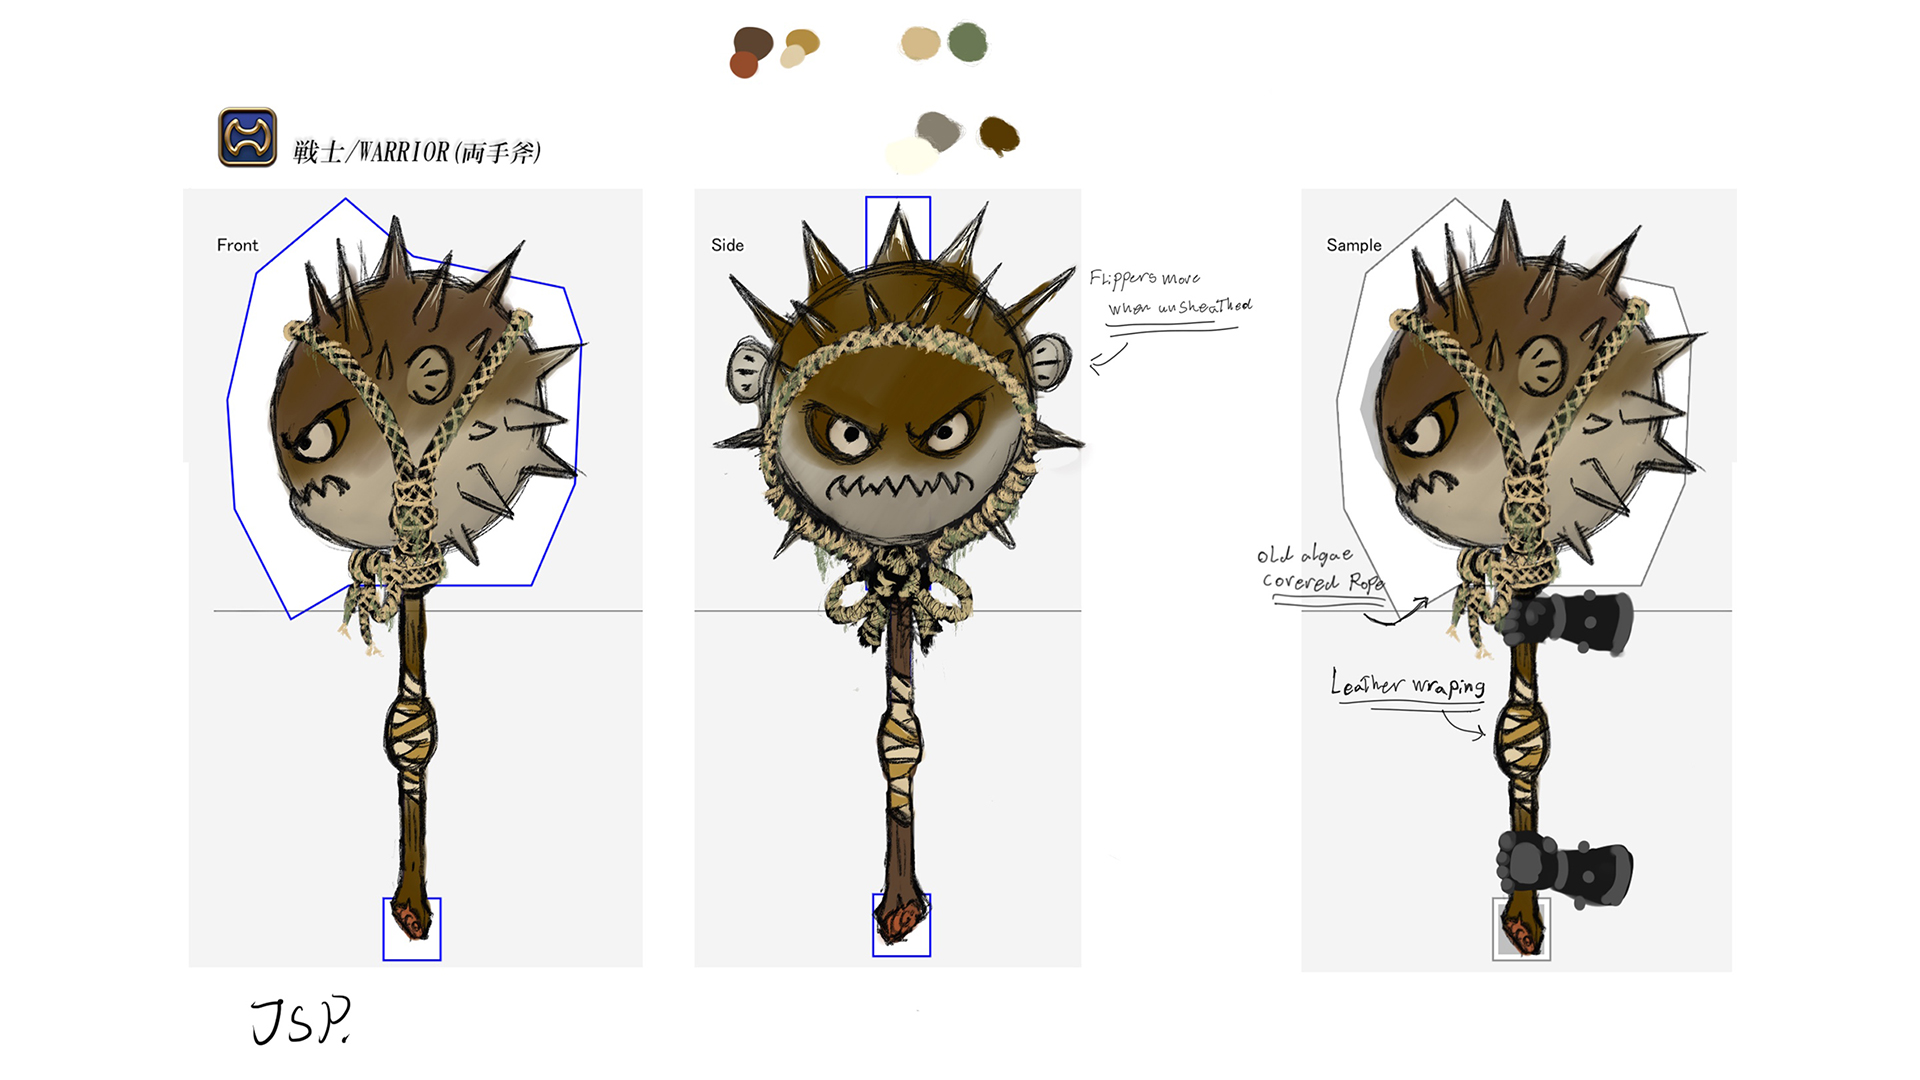 戦士/WARRIOR(両手斧)
Front
Side
Sample
Flippers move
when unsheathed
Old algae
covered Rope
Leather wraping
JSP.